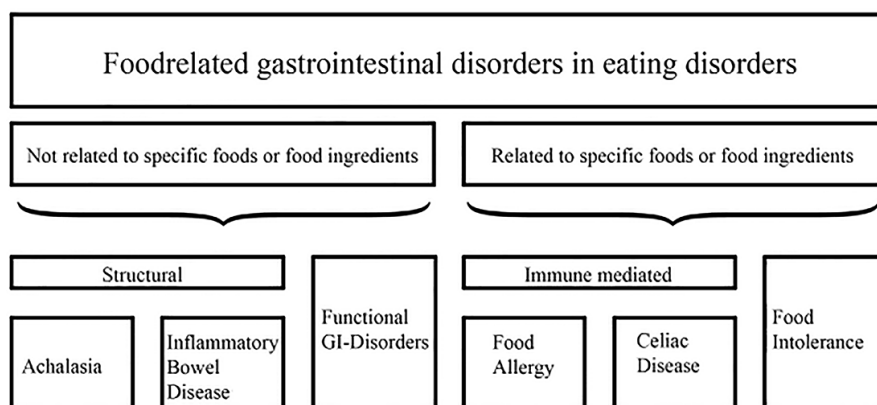 Foodrelated gastrointestinal disorders in eating disorders
Not related to specific foods or food ingredients
Related to specific foods or food ingredients
Structural
Achalasia
Inflammatory
Bowel
Disease
Functional
GI-Disorders
Immune mediated
Food
Allergy
Celiac
Disease
Food
Intolerance